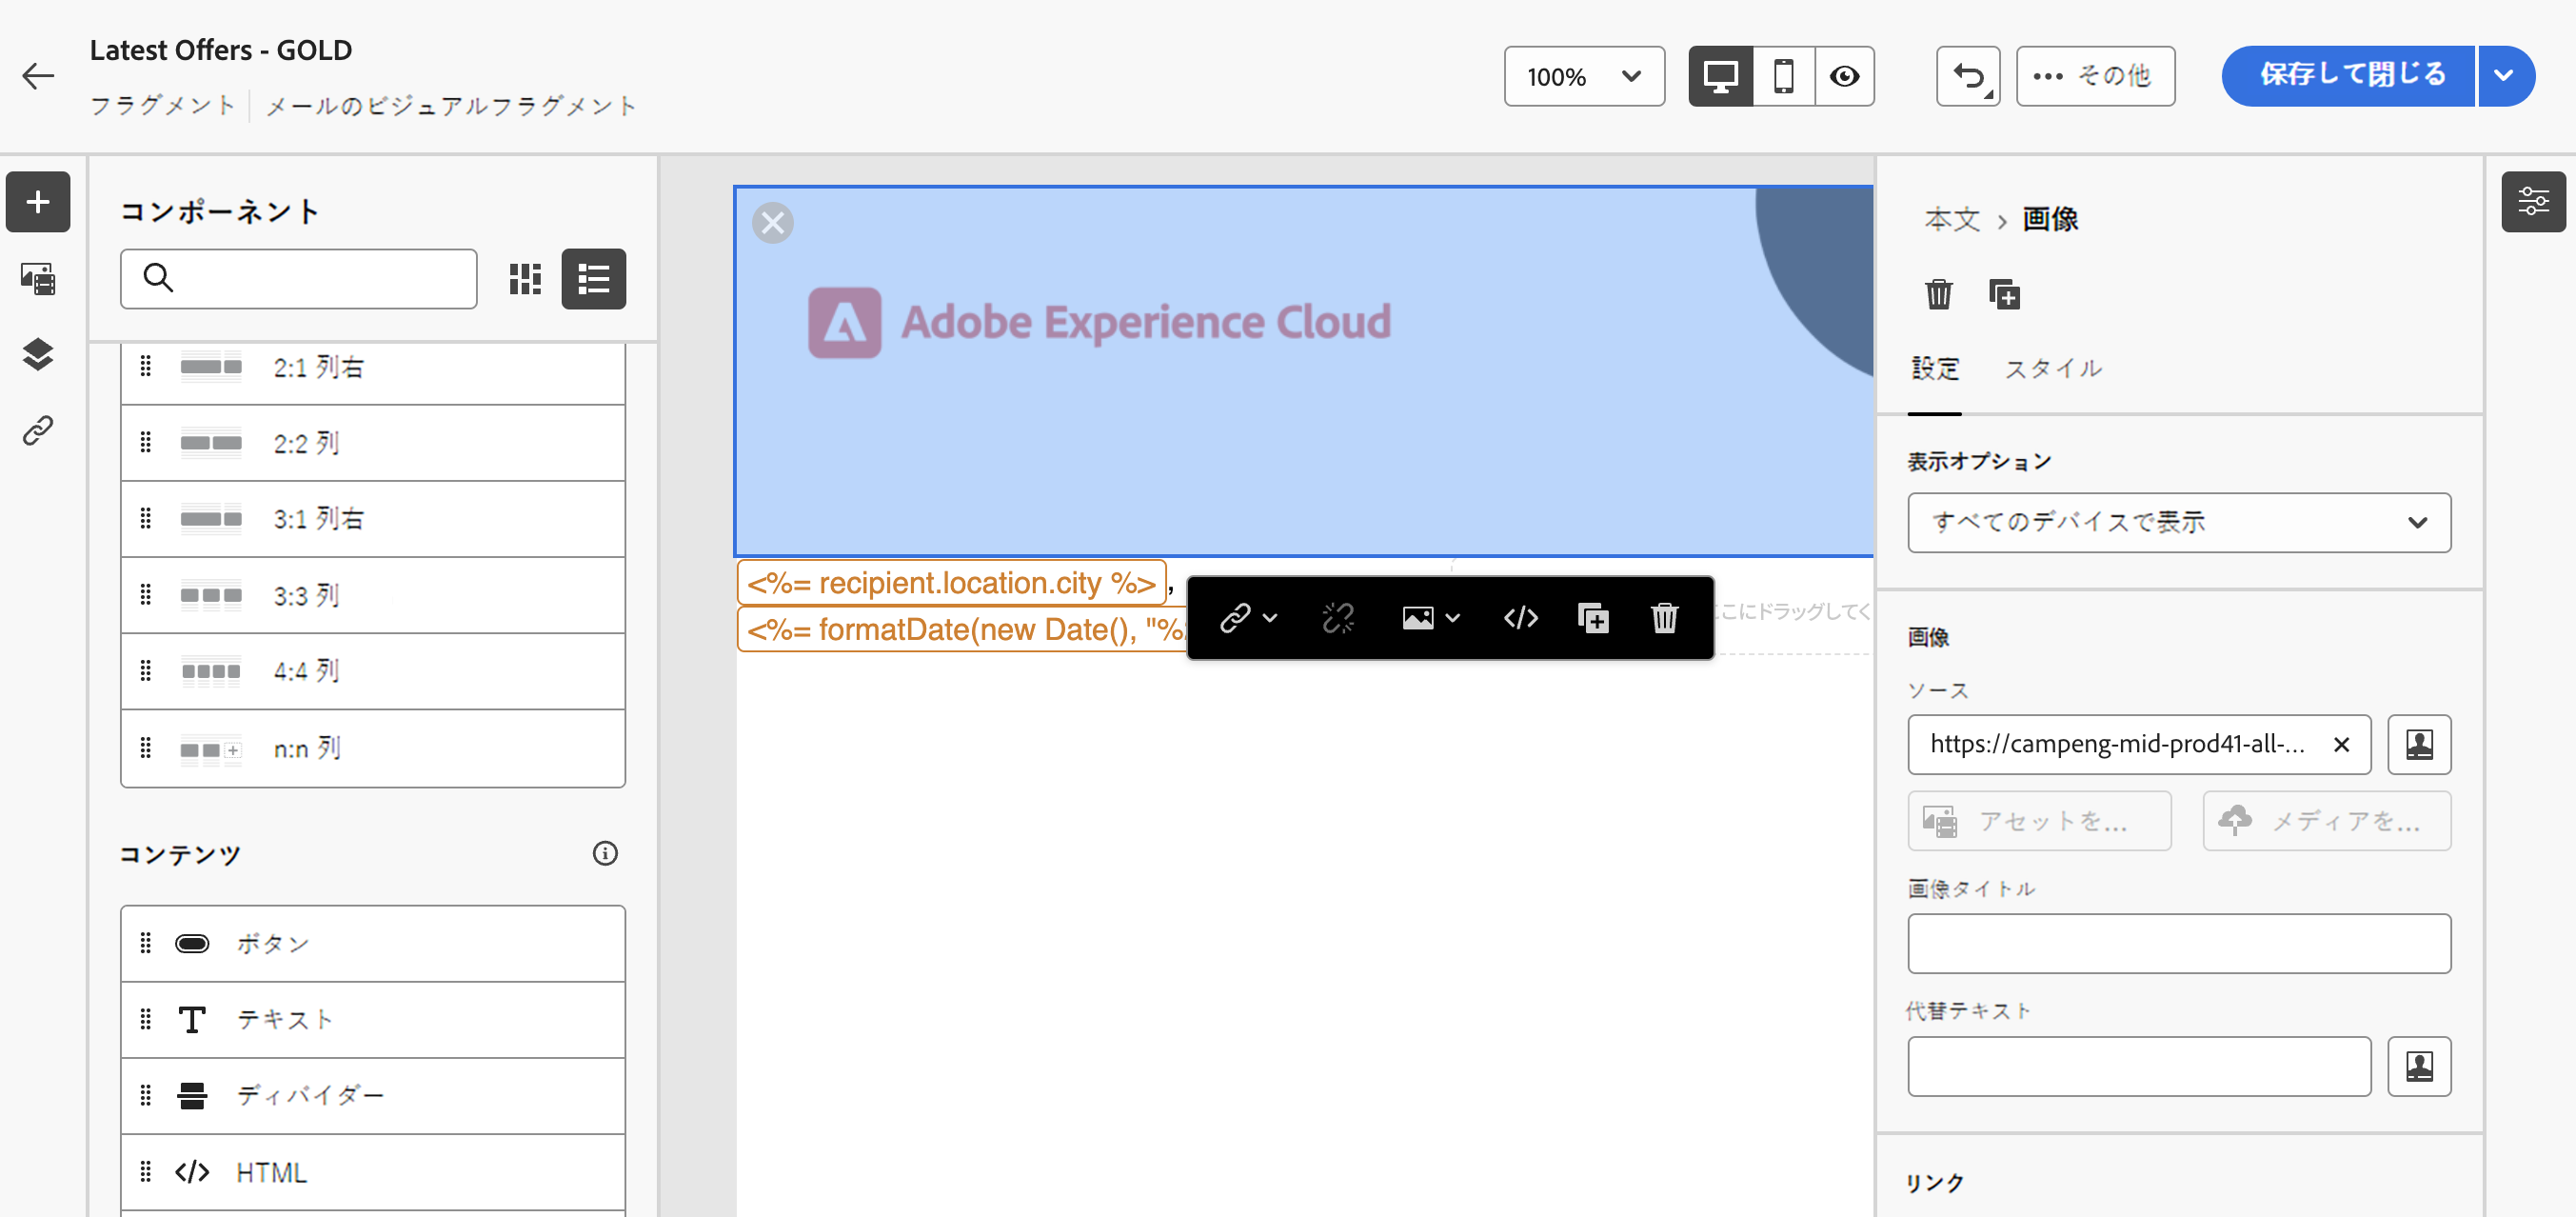 Latest Offers - GOLD
フラグメント メールのビジュアルフラグメント
100%
その他
保存して閉じる
コンポーネント
2:1 列右
2:2 列
3:1 列右
3:3 列
4:4 列
n:n 列
コンテンツ
ボタン
テキスト
ディバイダー
HTML
Adobe Experience Cloud
<%= recipient.location.city %> ,
<%= formatDate(new Date(), "%
ここにドラッグしてく
本文 › 画像
設定 スタイル
表示オプション
すべてのデバイスで表示
画像
ソース
https://campeng-mid-prod41-all-...
アセットを... メディアを...
画像タイトル
代替テキスト
リンク